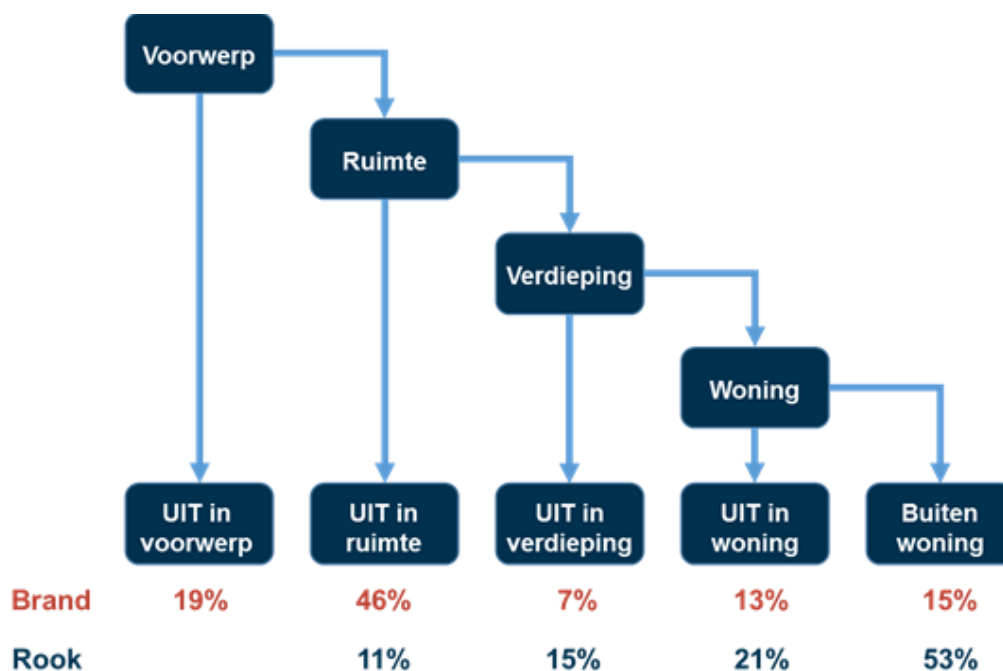 Voorwerp
Ruimte
Verdieping
Woning
UIT in
voorwerp
UIT in
ruimte
UIT in
verdieping
UIT in
woning
Buiten
woning
Brand 19% 46% 7% 13% 15%
Rook 11% 15% 21% 53%